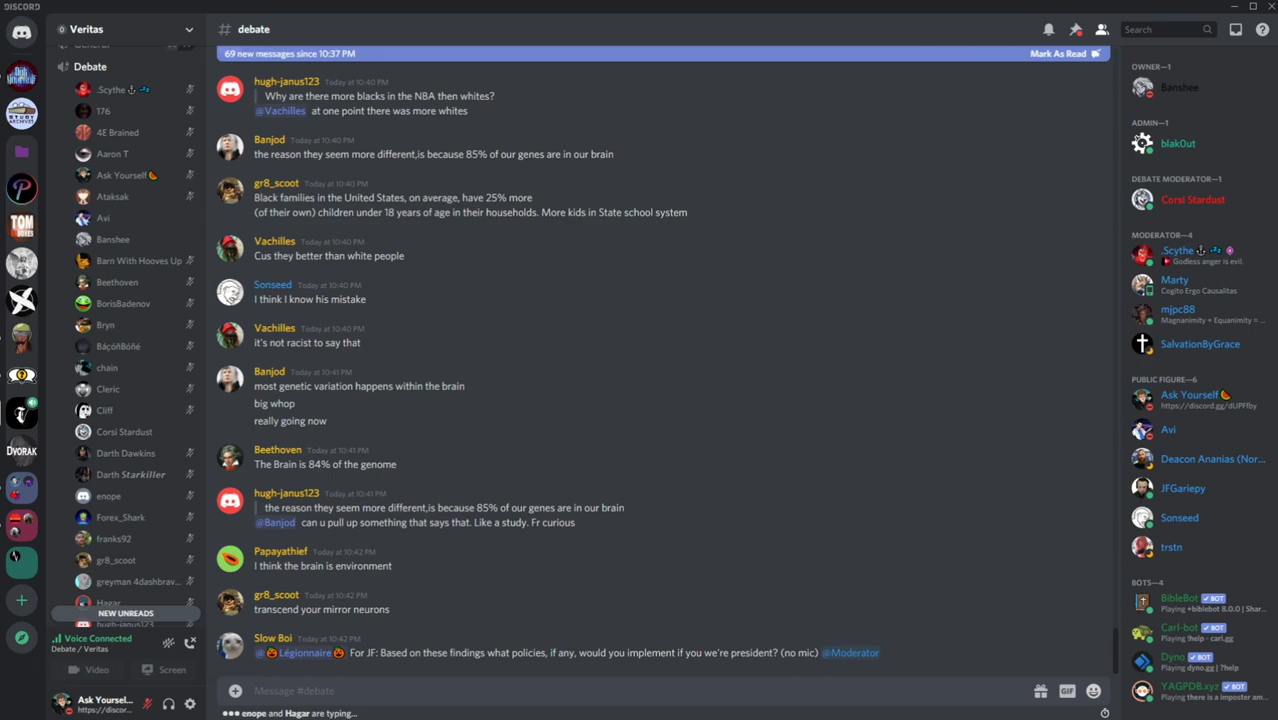 DISCORD
Veritas
General
Debate
.Scythe
176
4E Brained
Aaron T
Ask Yourself
Ataksak
Avi
Banshee
Barn With Hooves Up
Beethoven
BorisBadenov
Bryn
BáçóñBóñé
chain
Cleric
Cliff
Corsi Stardust
Darth Dawkins
Darth Starkiller
enope
Forex_Shark
franks92
gr8_scoot
greyman 4dashbrav...
Hagar
NEW UNREADS
hugh-janus123
Voice Connected
Debate / Veritas
Video
Screen
Ask Yoursel...
https://discor...
TOM
DVORAK
# debate
Search
69 new messages since 10:37 PM
Mark As Read
hugh-janus123 Today at 10:40 PM
Why are there more blacks in the NBA then whites?
@Vachilles at one point there was more whites
Banjod Today at 10:40 PM
the reason they seem more different,is because 85% of our genes are in our brain
gr8_scoot Today at 10:40 PM
Black families in the United States, on average, have 25% more
(of their own) children under 18 years of age in their households. More kids in State school system
Vachilles Today at 10:40 PM
Cus they better than white people
Sonseed Today at 10:40 PM
I think I know his mistake
Vachilles Today at 10:40 PM
it's not racist to say that
Banjod Today at 10:41 PM
most genetic variation happens within the brain
big whop
really going now
Beethoven Today at 10:41 PM
The Brain is 84% of the genome
hugh-janus123 Today at 10:41 PM
the reason they seem more different,is because 85% of our genes are in our brain
@Banjod can u pull up something that says that. Like a study. Fr curious
Papayathief Today at 10:42 PM
I think the brain is environment
gr8_scoot Today at 10:42 PM
transcend your mirror neurons
Slow Boi Today at 10:42 PM
@🎃Légionnaire🎃 For JF: Based on these findings what policies, if any, would you implement if you we're president? (no mic) @Moderator
Message #debate
GIF
enope and Hagar are typing...
OWNER—1
Banshee
ADMIN—1
blak0ut
DEBATE MODERATOR—1
Corsi Stardust
MODERATOR—4
.Scythe
Godless anger is evil.
Marty
Cogito Ergo Causalitas
mjpc88
Magnanimity + Equanimity = ...
SalvationByGrace
PUBLIC FIGURE—6
Ask Yourself
https://discord.gg/dUPFfby
Avi
Deacon Ananias (Nor...
JFGariepy
Sonseed
trstn
BOTS—4
BibleBot BOT
Playing +biblebot 8.0.0 | Shar...
Carl-bot BOT
Playing !help - carl.gg
Dyno BOT
Playing dyno.gg | ?help
YAGPDB.xyz BOT
Playing there is a imposter am...